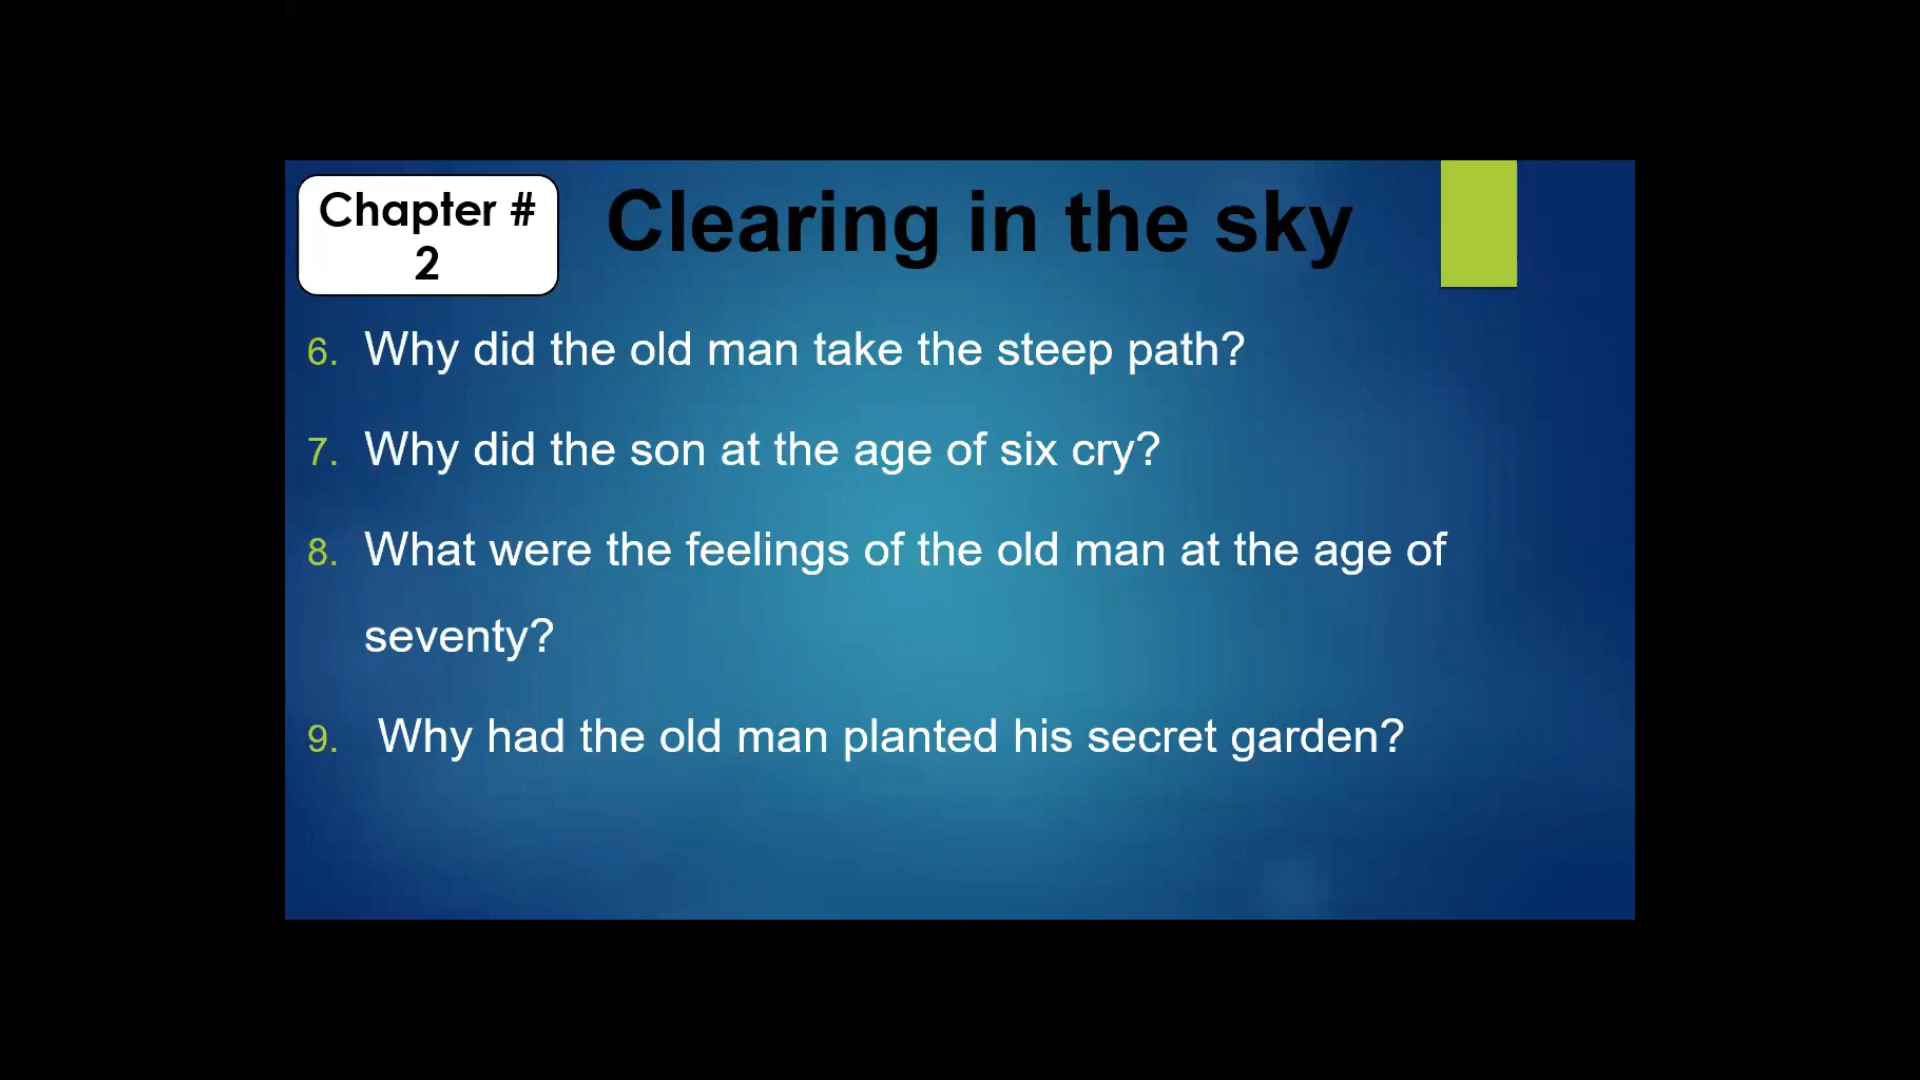 Chapter #
2
Clearing in the sky
6. Why did the old man take the steep path?
7. Why did the son at the age of six cry?
8. What were the feelings of the old man at the age of
seventy?
9. Why had the old man planted his secret garden?